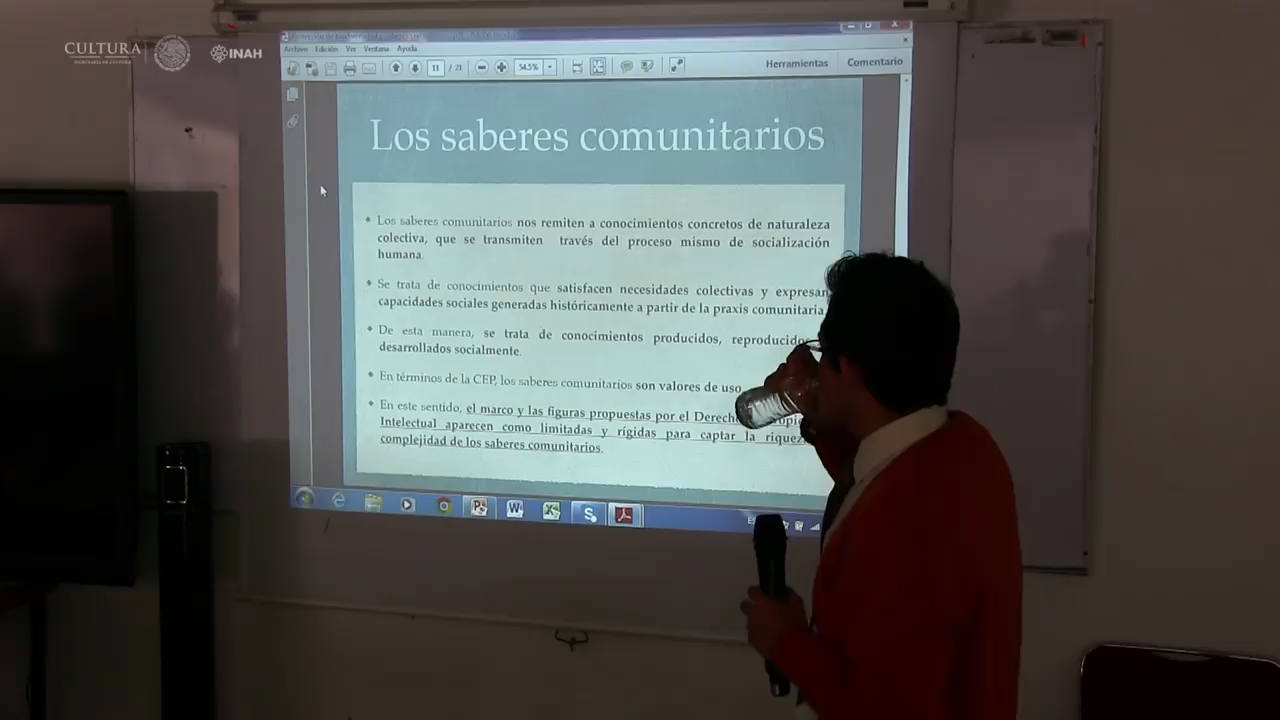 CULTURA
INAH
Archivo Edición Ver Ventana Ayuda
11 / 21 54.5% Herramientas Comentario
Los saberes comunitarios
Los saberes comunitarios nos remiten a conocimientos concretos de naturaleza
colectiva, que se transmiten través del proceso mismo de socialización
humana.
Se trata de conocimientos que satisfacen necesidades colectivas y expresan
capacidades sociales generadas históricamente a partir de la praxis comunitaria.
De esta manera, se trata de conocimientos producidos, reproducidos
desarrollados socialmente.
En términos de la CEP, los saberes comunitarios son valores de uso
En este sentido, el marco y las figuras propuestas por el
Intelectual aparecen como limitadas y rígidas para captar la
complejidad de los saberes comunitarios.